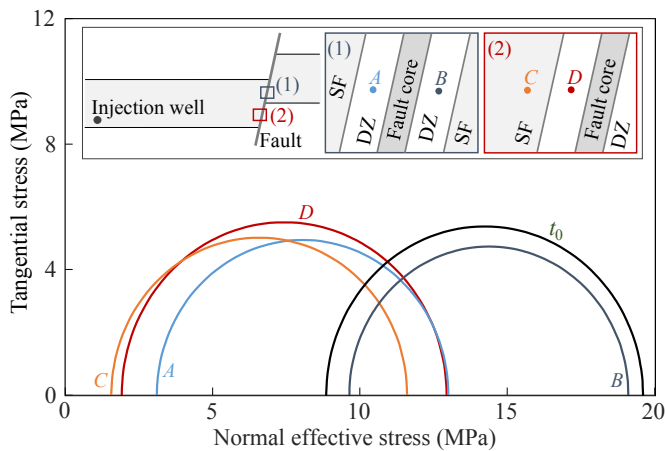 12
8
4
0
Tangential stress (MPa)
0
5
10
15
20
Normal effective stress (MPa)
Injection well
(1)
(2)
Fault
(1)
SF
A
DZ
Fault core
B
DZ
SF
(2)
C
SF
D
DZ
Fault core
DZ
D
t0
C
A
B